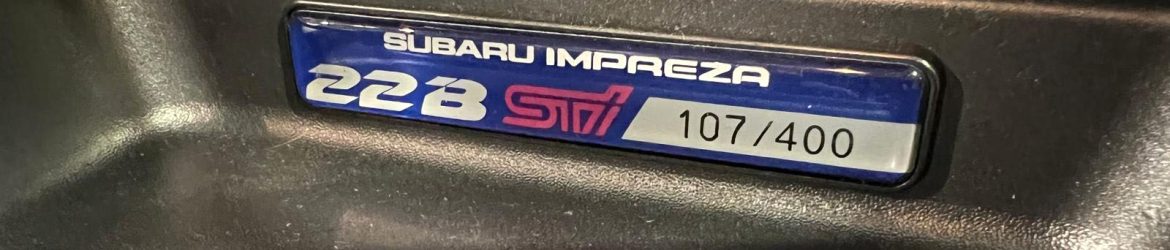 SUBARU IMPREZA
22B STi 107/400